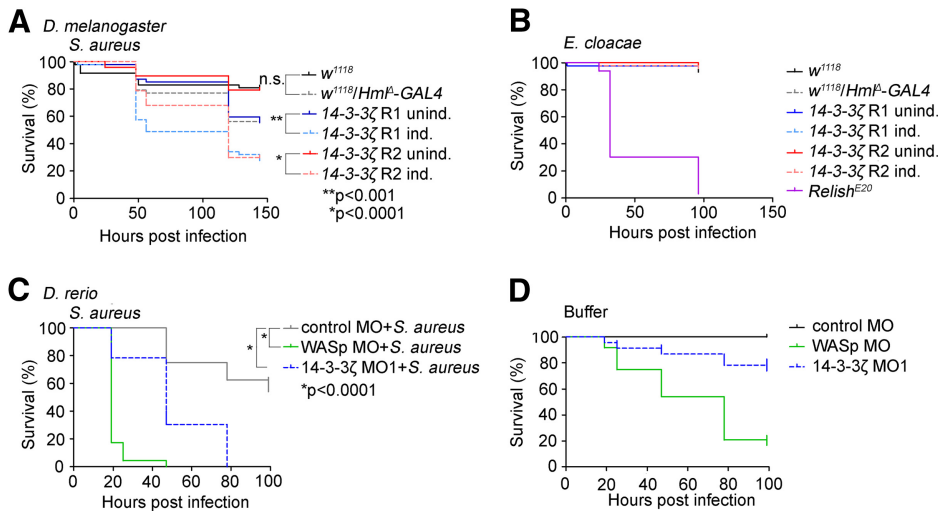 A
D. melanogaster
S. aureus
Survival (%)
100
80
60
40
20
0
0 50 100 150
Hours post infection
n.s.
**
*
w1118
w1118/HmlΔ-GAL4
14-3-3ζ R1 unind.
14-3-3ζ R1 ind.
14-3-3ζ R2 unind.
14-3-3ζ R2 ind.
**p<0.001
*p<0.0001
B
E. cloacae
Survival (%)
100
80
60
40
20
0
0 50 100 150
Hours post infection
w1118
w1118/HmlΔ-GAL4
14-3-3ζ R1 unind.
14-3-3ζ R1 ind.
14-3-3ζ R2 unind.
14-3-3ζ R2 ind.
RelishE20
C
D. rerio
S. aureus
Survival (%)
100
80
60
40
20
0
0 20 40 60 80 100
Hours post infection
*
*
control MO+S. aureus
WASp MO+S. aureus
14-3-3ζ MO1+S. aureus
*p<0.0001
D
Buffer
Survival (%)
100
80
60
40
20
0
0 20 40 60 80 100
Hours post infection
control MO
WASp MO
14-3-3ζ MO1